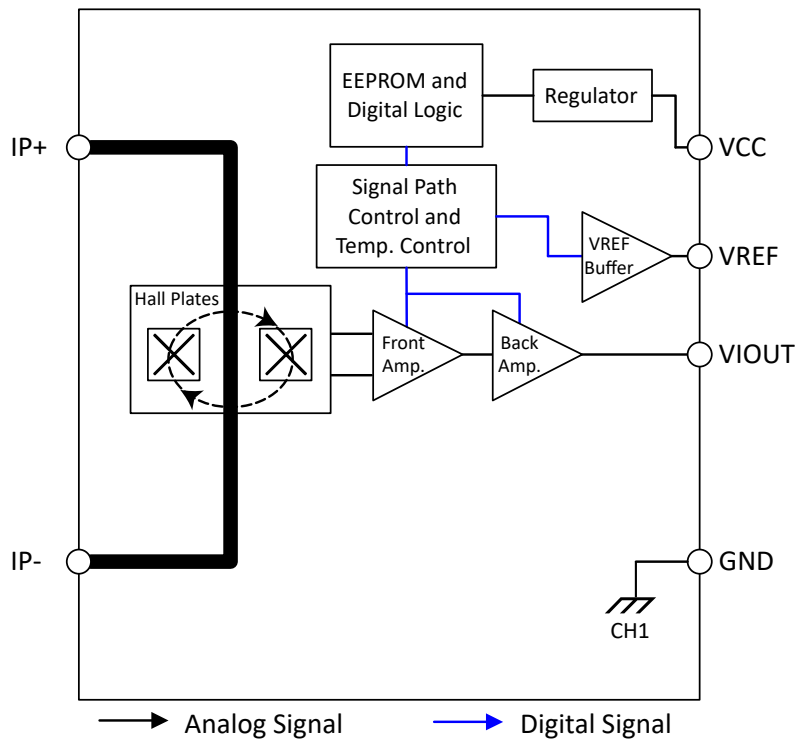 EEPROM and
Digital Logic
Regulator
IP+
VCC
Signal Path
Control and
Temp. Control
VREF
Buffer
VREF
Hall Plates
Front
Amp.
Back
Amp.
VIOUT
IP-
GND
CH1
Analog Signal
Digital Signal